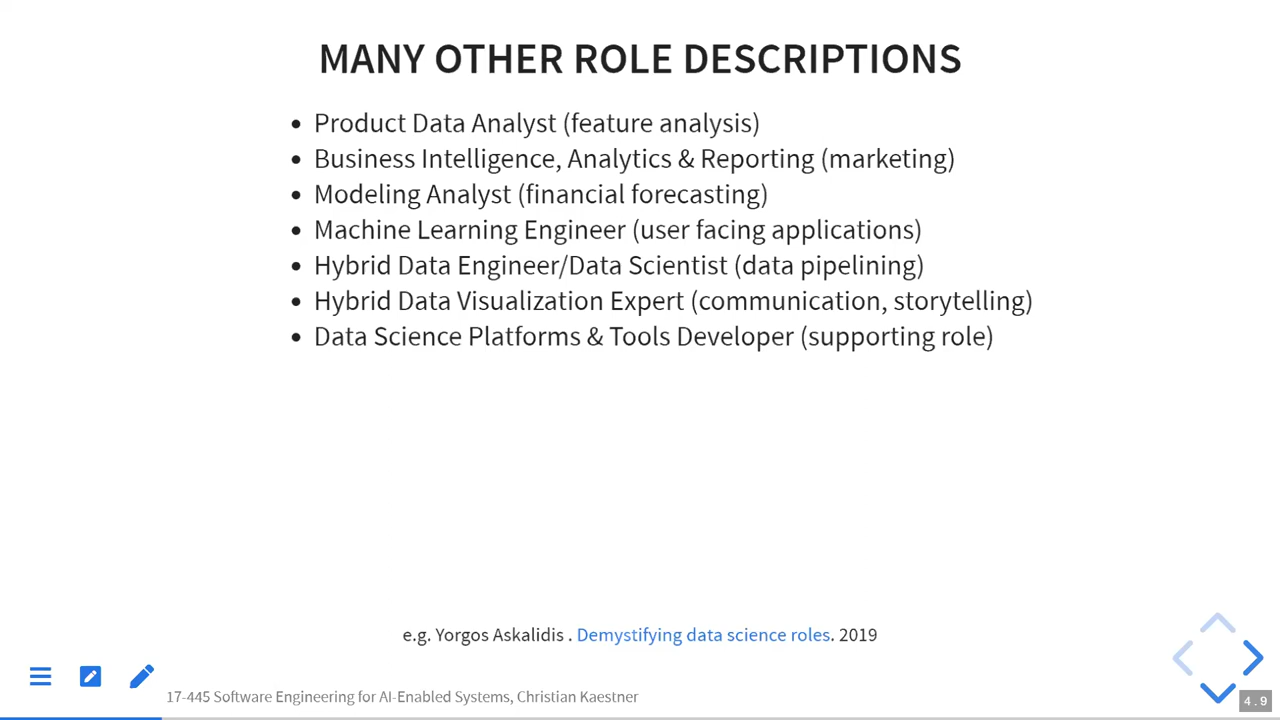 MANY OTHER ROLE DESCRIPTIONS
• Product Data Analyst (feature analysis)
• Business Intelligence, Analytics & Reporting (marketing)
• Modeling Analyst (financial forecasting)
• Machine Learning Engineer (user facing applications)
• Hybrid Data Engineer/Data Scientist (data pipelining)
• Hybrid Data Visualization Expert (communication, storytelling)
• Data Science Platforms & Tools Developer (supporting role)
e.g. Yorgos Askalidis . Demystifying data science roles. 2019
17-445 Software Engineering for AI-Enabled Systems, Christian Kaestner
4.9